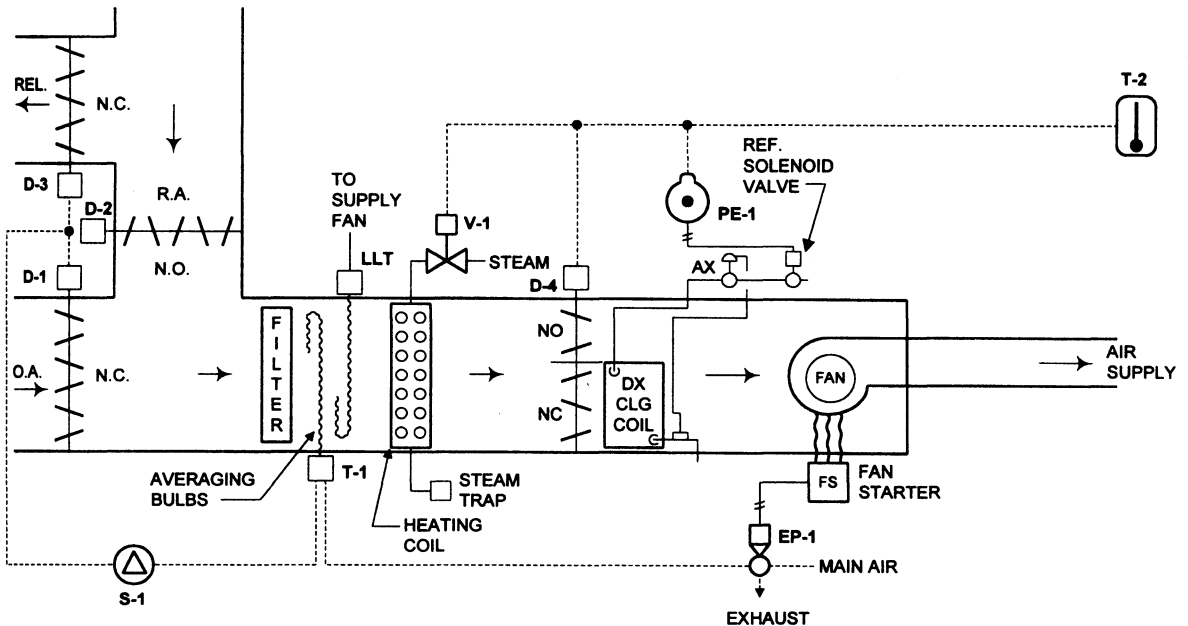 T-2
REL.
N.C.
REF.
SOLENOID
VALVE
D-3
TO
SUPPLY
FAN
R.A.
D-2
V-1
PE-1
D-1
N.O.
LLT
STEAM
D-4
AX
FILTER
NO
O.A.
N.C.
DX
CLG
COIL
NC
FAN
AIR
SUPPLY
AVERAGING
BULBS
T-1
STEAM
TRAP
FS
FAN
STARTER
HEATING
COIL
EP-1
MAIN AIR
S-1
EXHAUST